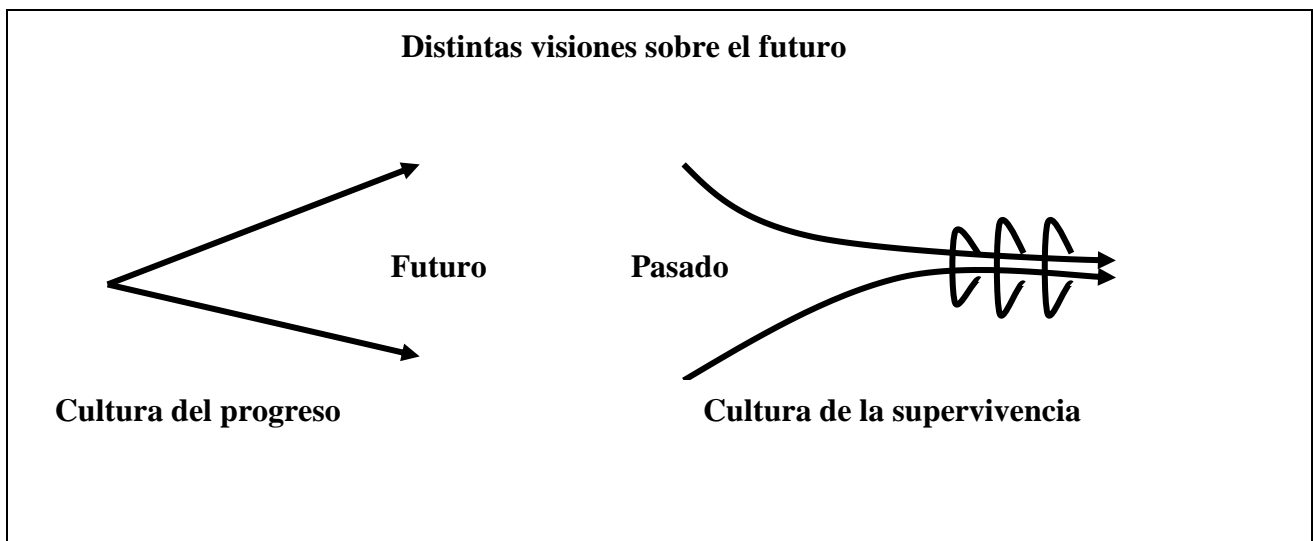 Distintas visiones sobre el futuro
Futuro
Pasado
Cultura del progreso
Cultura de la supervivencia